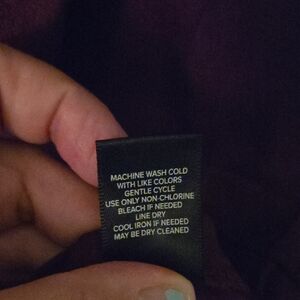 MACHINE WASH COLD
WITH LIKE COLORS
GENTLE CYCLE
USE ONLY NON-CHLORINE
BLEACH IF NEEDED
LINE DRY
COOL IRON IF NEEDED
MAY BE DRY CLEANED